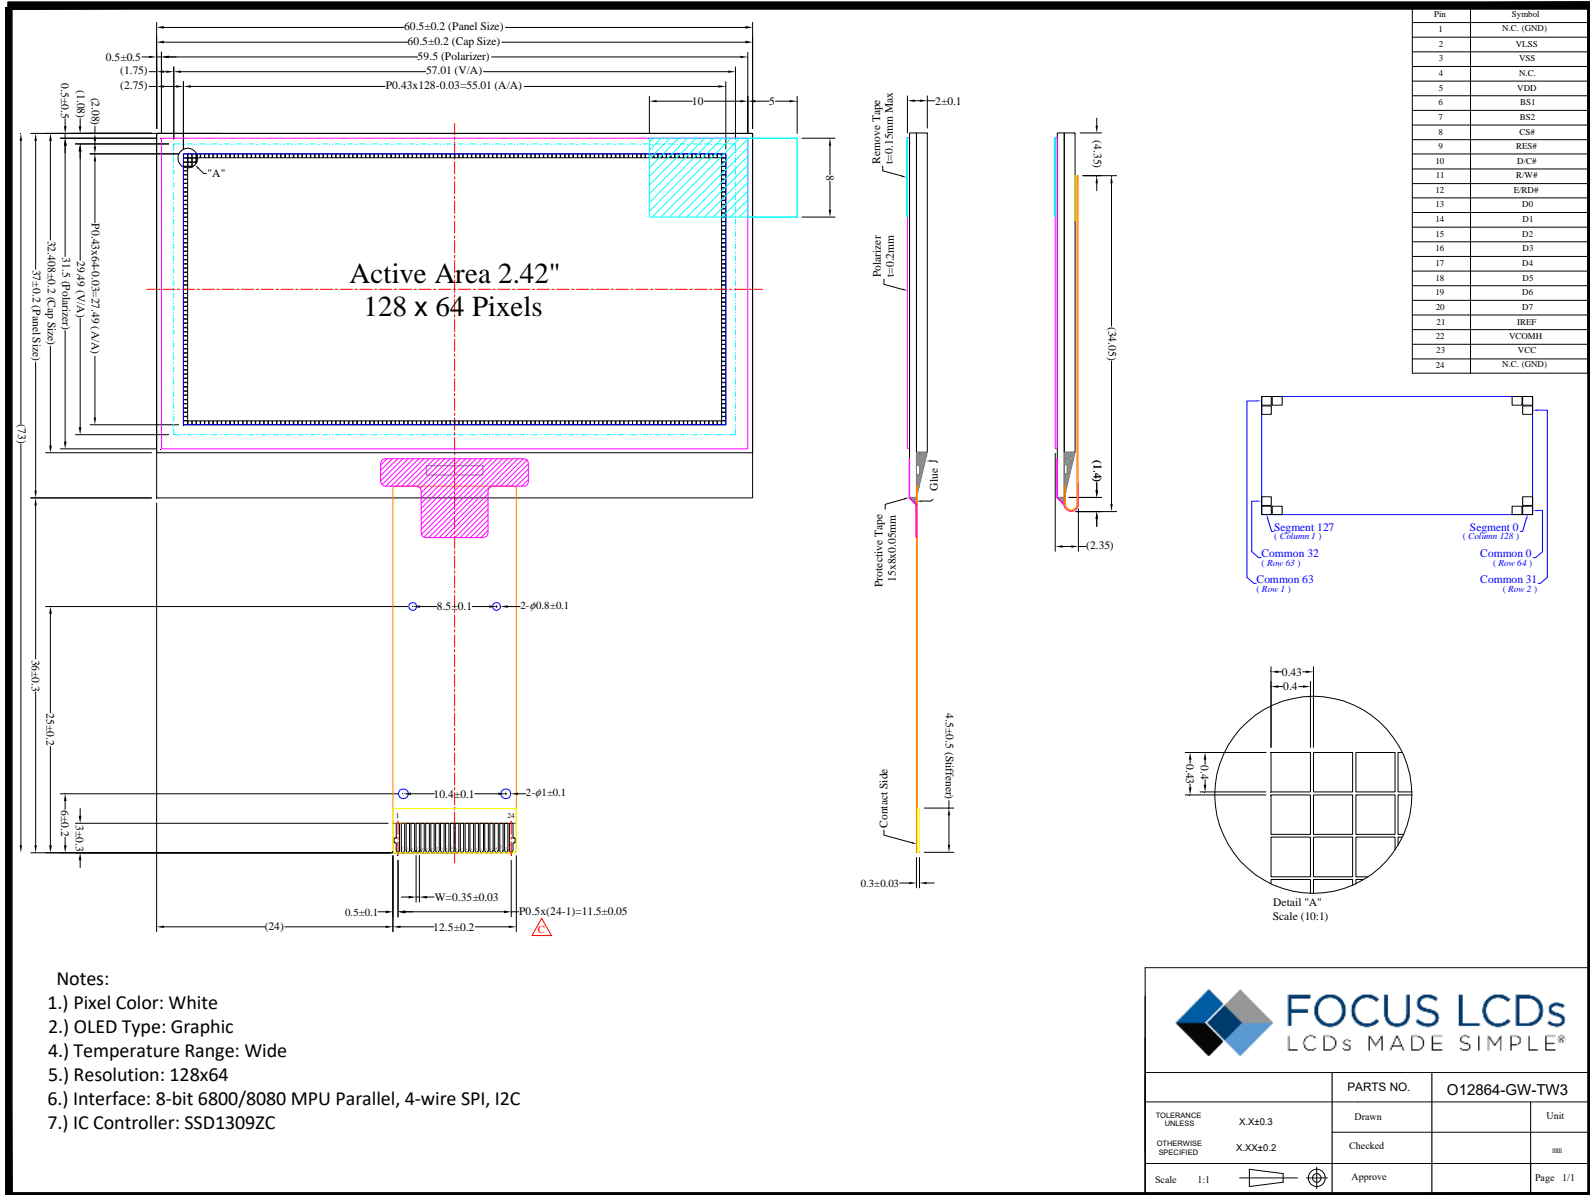 60.5±0.2 (Panel Size)
60.5±0.2 (Cap Size)
0.5±0.5
59.5 (Polarizer)
(1.75)
57.01 (V/A)
(2.75)
P0.43x128-0.03=55.01 (A/A)
10
5
8
0.5±0.5
(1.08)
(2.08)
"A"
Active Area 2.42"
128 x 64 Pixels
P0.43x64-0.03=27.49 (A/A)
29.49 (V/A)
31.5 (Polarizer)
32.408±0.2 (Cap Size)
37±0.2 (Panel Size)
(73)
36±0.3
25±0.2
6±0.2
3±0.3
8.5±0.1
2-ϕ0.8±0.1
10.4±0.1
2-ϕ1±0.1
1
24
W=0.35±0.03
0.5±0.1
P0.5x(24-1)=11.5±0.05
(24)
12.5±0.2
C
2±0.1
Remove Tape
t=0.15mm Max
Polarizer
t=0.2mm
Glue
Protective Tape
15x8x0.05mm
Contact Side
4.5±0.5 (Stiffener)
0.3±0.03
(4.35)
(34.05)
(1.4)
(2.35)
Pin Symbol
1 N.C. (GND)
2 VLSS
3 VSS
4 N.C.
5 VDD
6 BS1
7 BS2
8 CS#
9 RES#
10 D/C#
11 R/W#
12 E/RD#
13 D0
14 D1
15 D2
16 D3
17 D4
18 D5
19 D6
20 D7
21 IREF
22 VCOMH
23 VCC
24 N.C. (GND)
Segment 127
( Column 1 )
Segment 0
( Column 128 )
Common 32
( Row 63 )
Common 0
( Row 64 )
Common 63
( Row 1 )
Common 31
( Row 2 )
0.43
0.4
0.43
0.4
Detail "A"
Scale (10:1)
Notes:
1.) Pixel Color: White
2.) OLED Type: Graphic
4.) Temperature Range: Wide
5.) Resolution: 128x64
6.) Interface: 8-bit 6800/8080 MPU Parallel, 4-wire SPI, I2C
7.) IC Controller: SSD1309ZC
FOCUS LCDs
LCDs MADE SIMPLE®
PARTS NO. O12864-GW-TW3
TOLERANCE
UNLESS
X.X±0.3
Drawn
Unit
OTHERWISE
SPECIFIED
X.XX±0.2
Checked
mm
Scale 1:1
Approve
Page 1/1